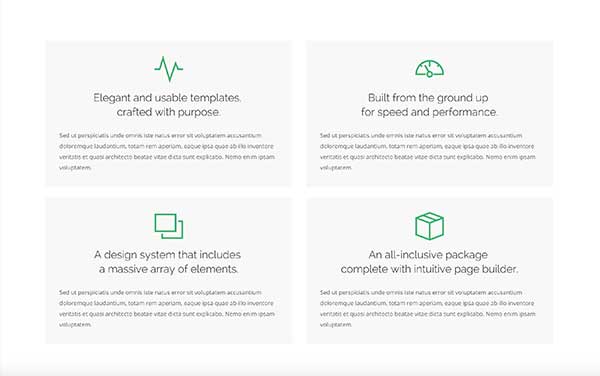 Elegant and usable templates,
crafted with purpose.
Sed ut perspiciatis unde omnis iste natus error sit voluptatem accusantium
doloremque laudantium, totam rem aperiam, eaque ipsa quae ab illo inventore
veritatis et quasi architecto beatae vitae dicta sunt explicabo. Nemo enim ipsam
voluptatem.
Built from the ground up
for speed and performance.
Sed ut perspiciatis unde omnis iste natus error sit voluptatem accusantium
doloremque laudantium, totam rem aperiam, eaque ipsa quae ab illo inventore
veritatis et quasi architecto beatae vitae dicta sunt explicabo. Nemo enim ipsam
voluptatem.
A design system that includes
a massive array of elements.
Sed ut perspiciatis unde omnis iste natus error sit voluptatem accusantium
doloremque laudantium, totam rem aperiam, eaque ipsa quae ab illo inventore
veritatis et quasi architecto beatae vitae dicta sunt explicabo. Nemo enim ipsam
voluptatem.
An all-inclusive package
complete with intuitive page builder.
Sed ut perspiciatis unde omnis iste natus error sit voluptatem accusantium
doloremque laudantium, totam rem aperiam, eaque ipsa quae ab illo inventore
veritatis et quasi architecto beatae vitae dicta sunt explicabo. Nemo enim ipsam
voluptatem.